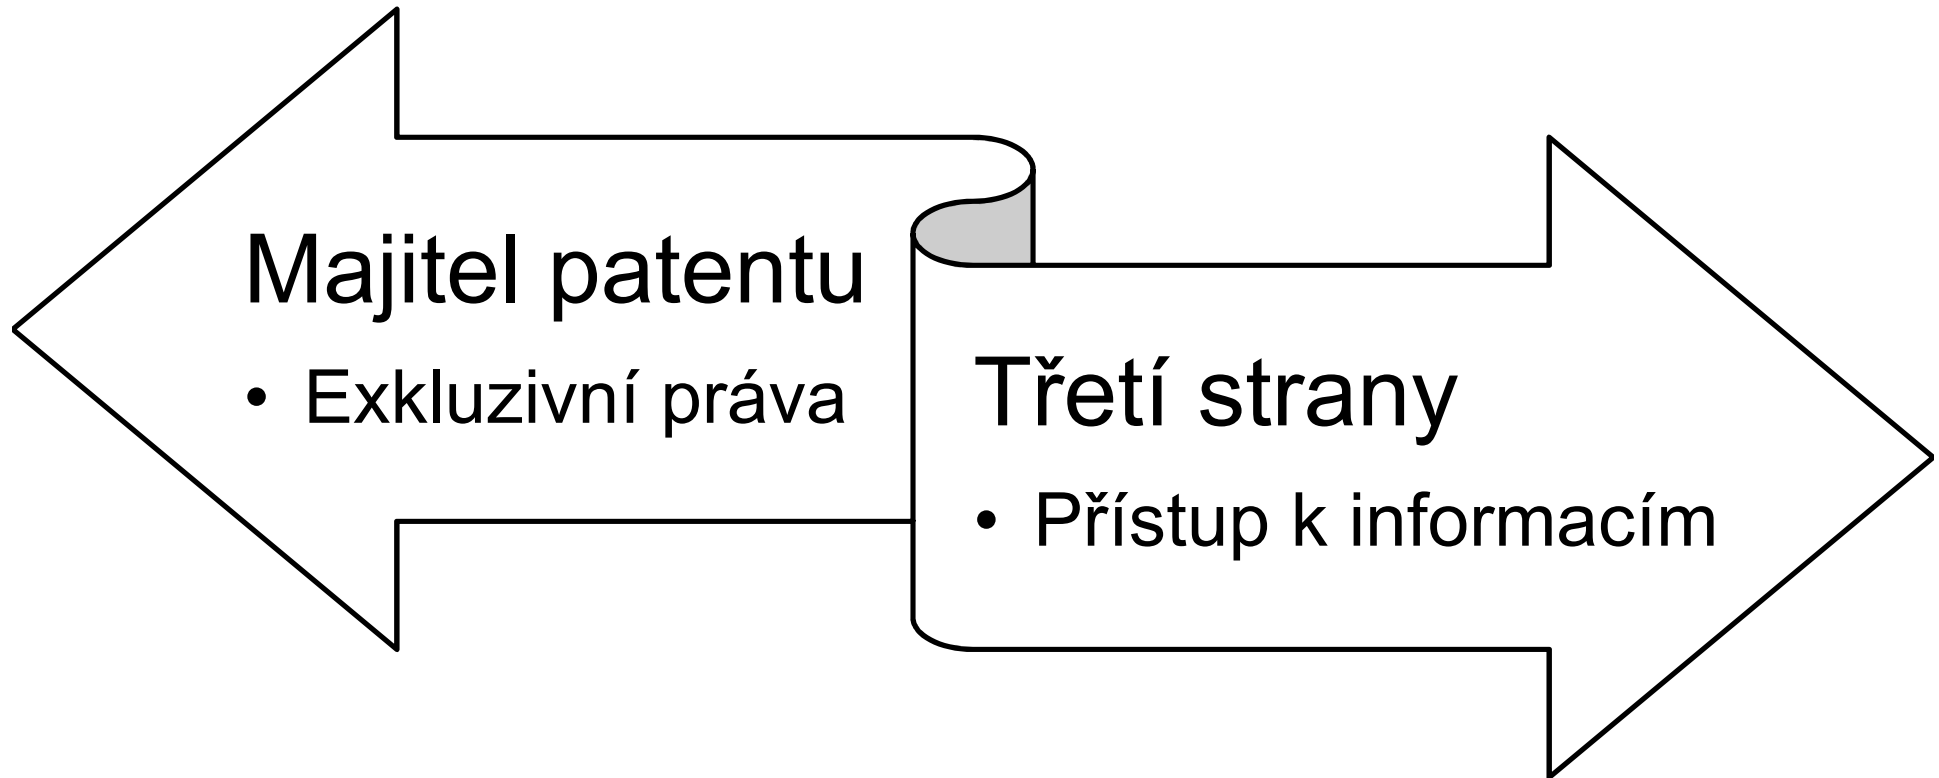 Majitel patentu
• Exkluzivní práva
Třetí strany
• Přístup k informacím